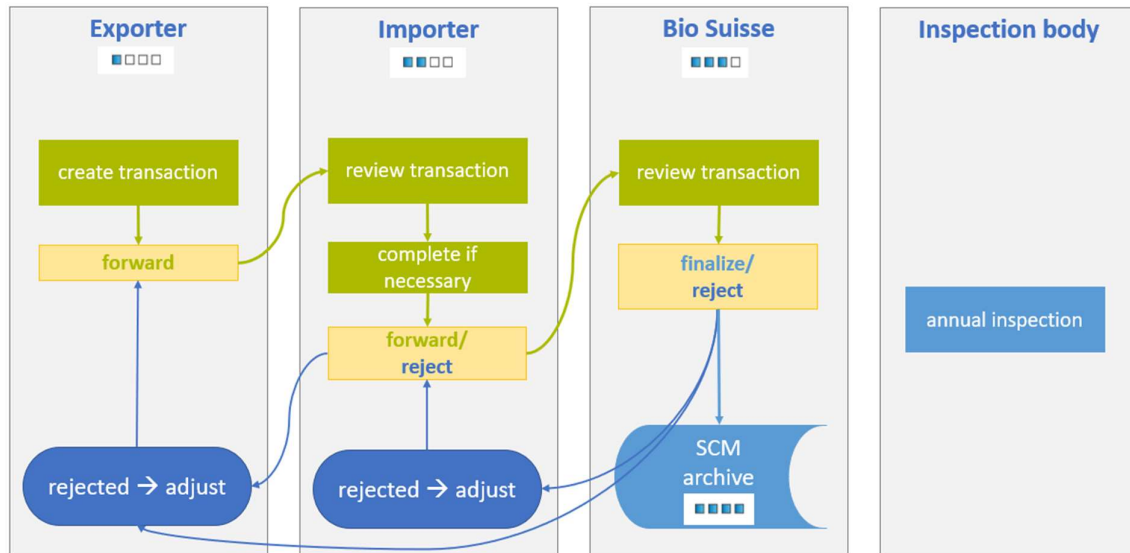 Exporter
create transaction
forward
rejected → adjust
Importer
review transaction
complete if
necessary
forward/
reject
rejected → adjust
Bio Suisse
review transaction
finalize/
reject
SCM
archive
Inspection body
annual inspection